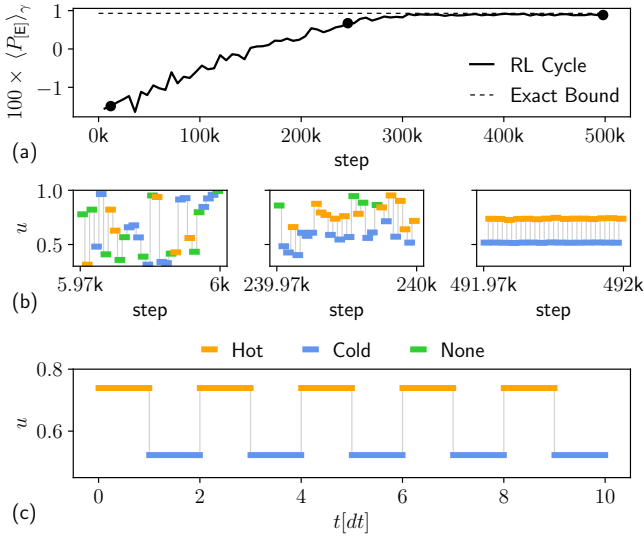 100 × ⟨P[E]⟩γ
1
0
−1
RL Cycle
Exact Bound
0k 100k 200k 300k 400k 500k
(a)
step
u
1.0
0.5
5.97k 6k
239.97k 240k
491.97k 492k
(b)
step step step
Hot Cold None
u
0.8
0.6
0 2 4 6 8 10
(c)
t[dt]